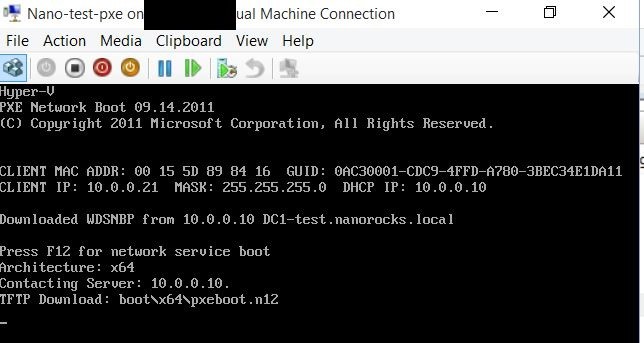 Nano-test-pxe on ual Machine Connection
File Action Media Clipboard View Help
Hyper-V
PXE Network Boot 09.14.2011
(C) Copyright 2011 Microsoft Corporation, All Rights Reserved.
CLIENT MAC ADDR: 00 15 5D 89 84 16 GUID: 0AC30001-CDC9-4FFD-A780-3BEC34E1DA11
CLIENT IP: 10.0.0.21 MASK: 255.255.255.0 DHCP IP: 10.0.0.10
Downloaded WDSNBP from 10.0.0.10 DC1-test.nanorocks.local
Press F12 for network service boot
Architecture: x64
Contacting Server: 10.0.0.10.
TFTP Download: boot\x64\pxeboot.n12
_